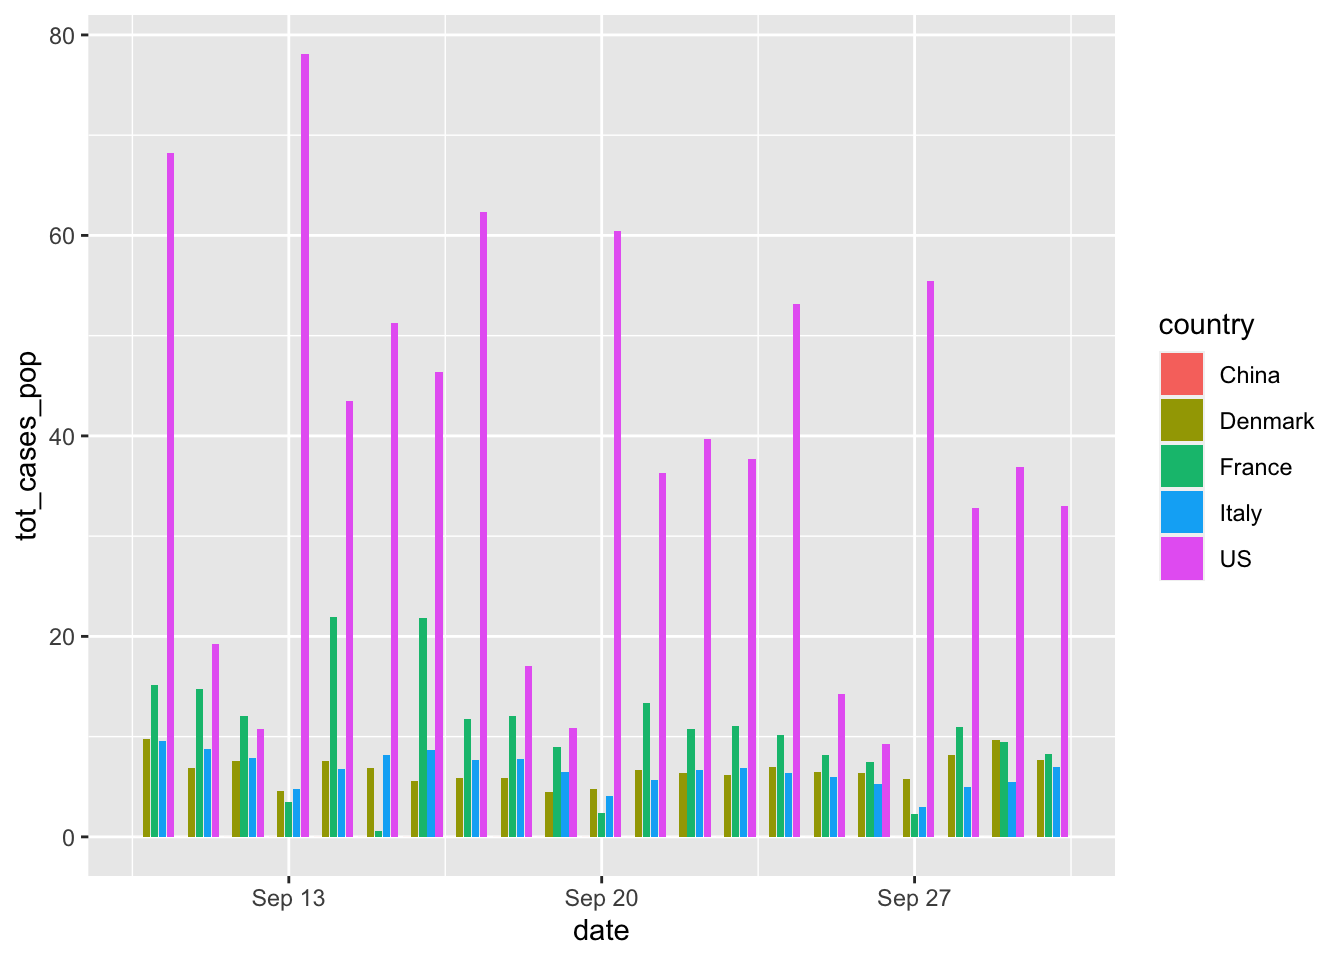 80
60
40
20
0
tot_cases_pop
Sep 13
Sep 20
Sep 27
date
country
China
Denmark
France
Italy
US